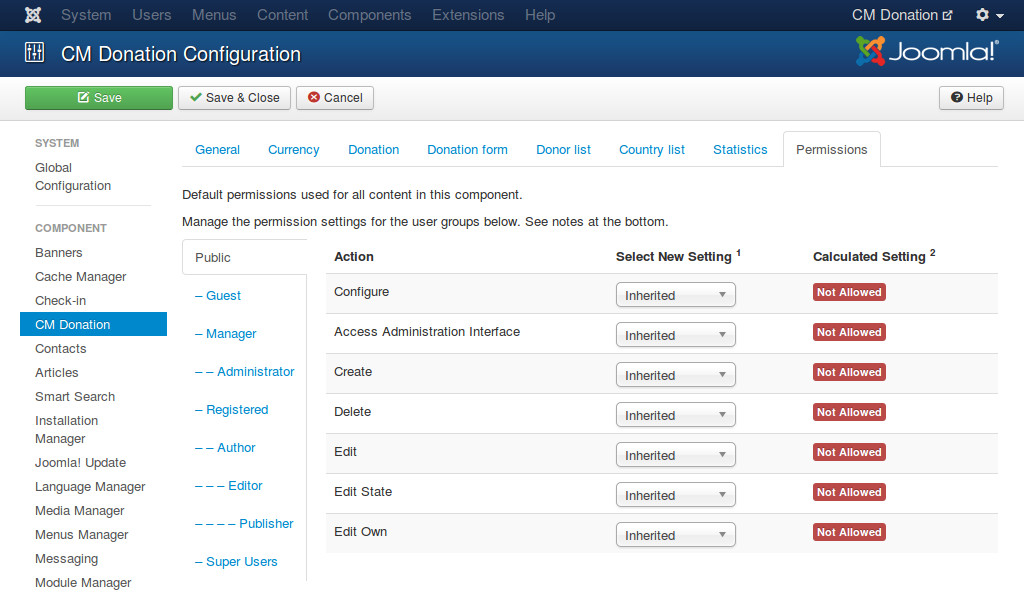 System Users Menus Content Components Extensions Help CM Donation
CM Donation Configuration Joomla!®
Save Save & Close Cancel Help
SYSTEM
Global
Configuration
COMPONENT
Banners
Cache Manager
Check-in
CM Donation
Contacts
Articles
Smart Search
Installation
Manager
Joomla! Update
Language Manager
Media Manager
Menus Manager
Messaging
Module Manager
General Currency Donation Donation form Donor list Country list Statistics Permissions
Default permissions used for all content in this component.
Manage the permission settings for the user groups below. See notes at the bottom.
Public
– Guest
– Manager
– – Administrator
– Registered
– – Author
– – – Editor
– – – – Publisher
– Super Users
Action Select New Setting 1 Calculated Setting 2
Configure Inherited Not Allowed
Access Administration Interface Inherited Not Allowed
Create Inherited Not Allowed
Delete Inherited Not Allowed
Edit Inherited Not Allowed
Edit State Inherited Not Allowed
Edit Own Inherited Not Allowed